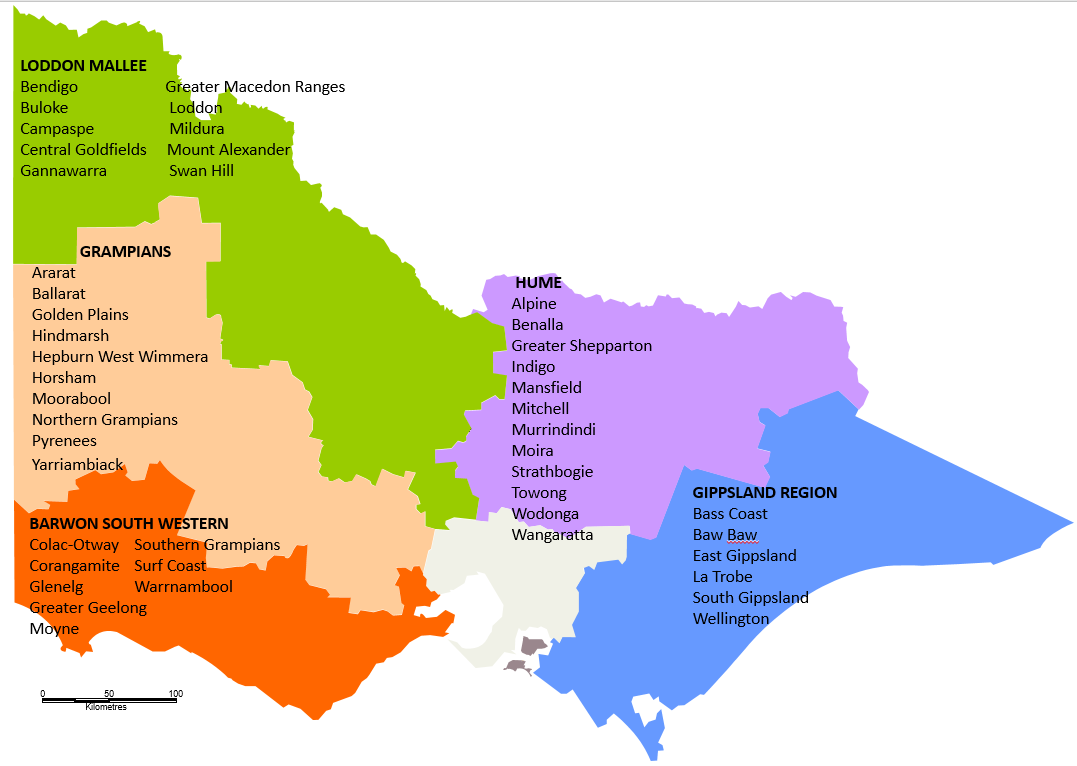 LODDON MALLEE
Bendigo Greater Macedon Ranges
Buloke Loddon
Campaspe Mildura
Central Goldfields Mount Alexander
Gannawarra Swan Hill
GRAMPIANS
Ararat
Ballarat
Golden Plains
Hindmarsh
Hepburn West Wimmera
Horsham
Moorabool
Northern Grampians
Pyrenees
Yarriambiack
HUME
Alpine
Benalla
Greater Shepparton
Indigo
Mansfield
Mitchell
Murrindindi
Moira
Strathbogie
Towong
Wodonga
Wangaratta
GIPPSLAND REGION
Bass Coast
Baw Baw
East Gippsland
La Trobe
South Gippsland
Wellington
BARWON SOUTH WESTERN
Colac-Otway Southern Grampians
Corangamite Surf Coast
Glenelg Warrnambool
Greater Geelong
Moyne
0 50 100
Kilometres